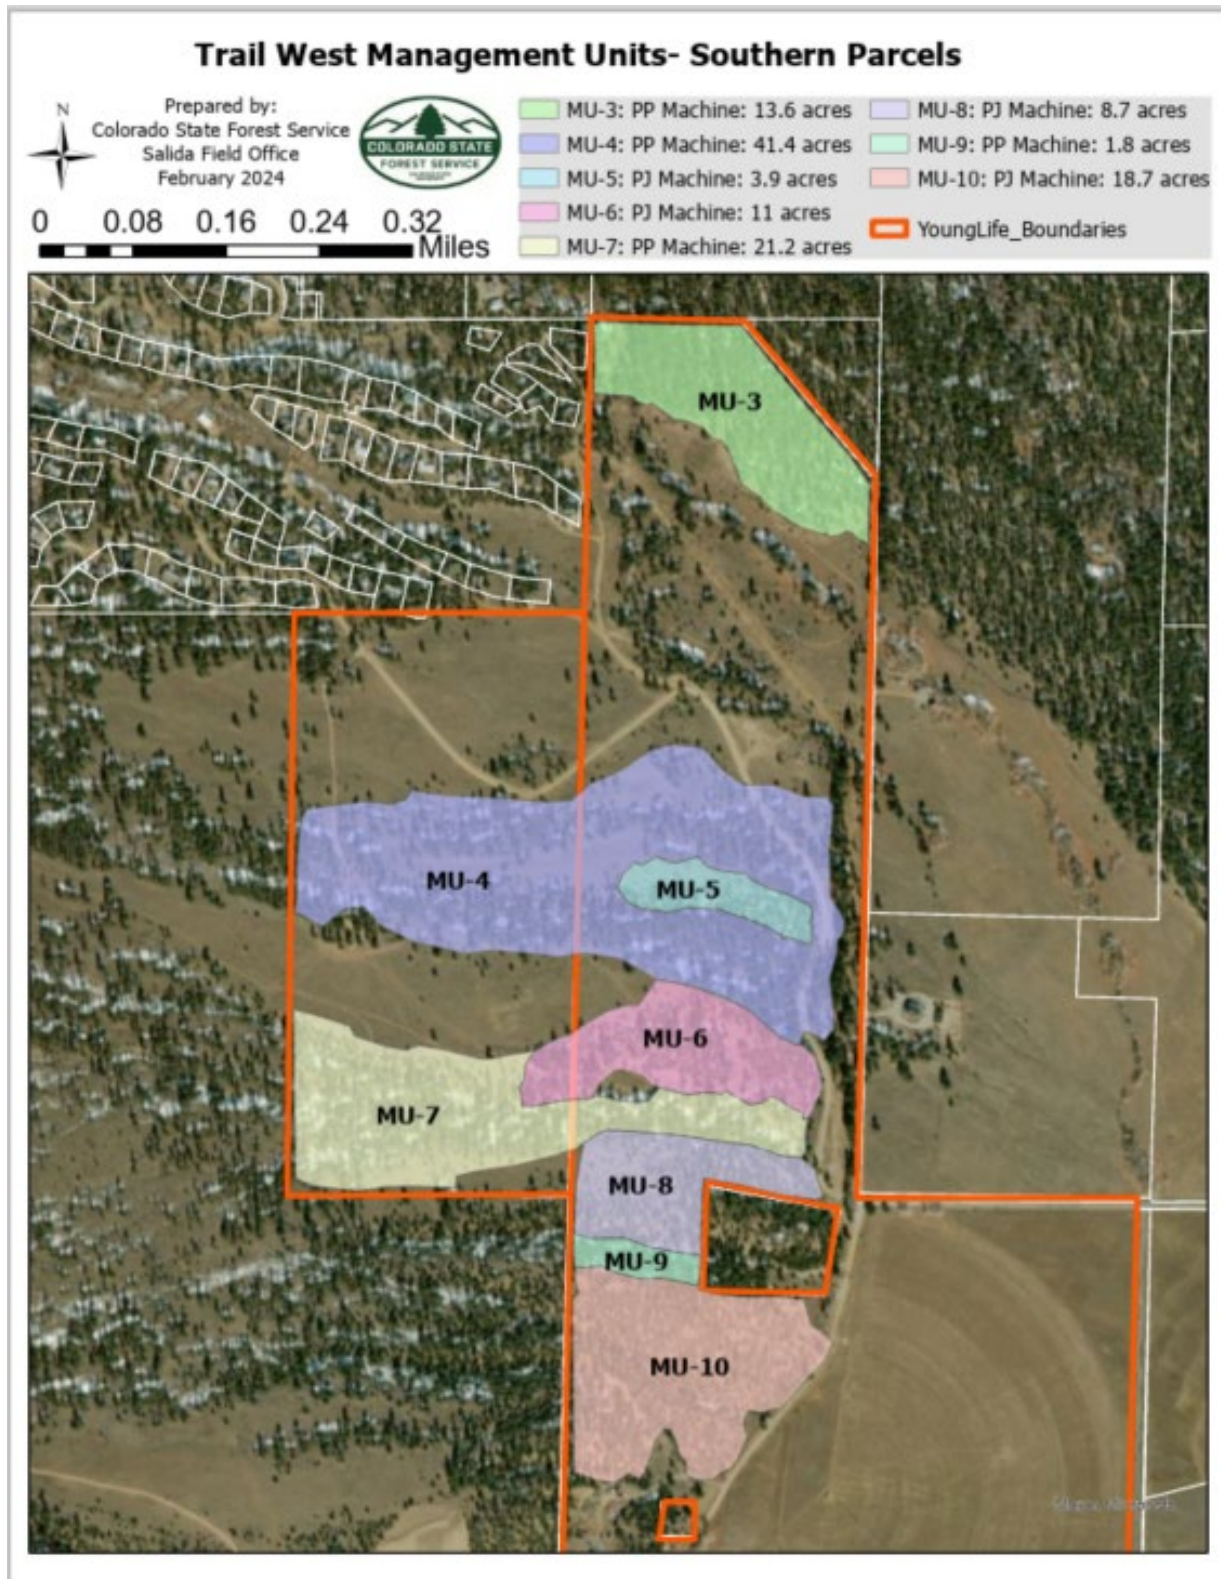 Trail West Management Units- Southern Parcels
N
Prepared by:
Colorado State Forest Service
Salida Field Office
February 2024
COLORADO STATE
FOREST SERVICE
0 0.08 0.16 0.24 0.32
Miles
MU-3: PP Machine: 13.6 acres
MU-4: PP Machine: 41.4 acres
MU-5: PJ Machine: 3.9 acres
MU-6: PJ Machine: 11 acres
MU-7: PP Machine: 21.2 acres
MU-8: PJ Machine: 8.7 acres
MU-9: PP Machine: 1.8 acres
MU-10: PJ Machine: 18.7 acres
YoungLife_Boundaries
MU-3
MU-4
MU-5
MU-6
MU-7
MU-8
MU-9
MU-10